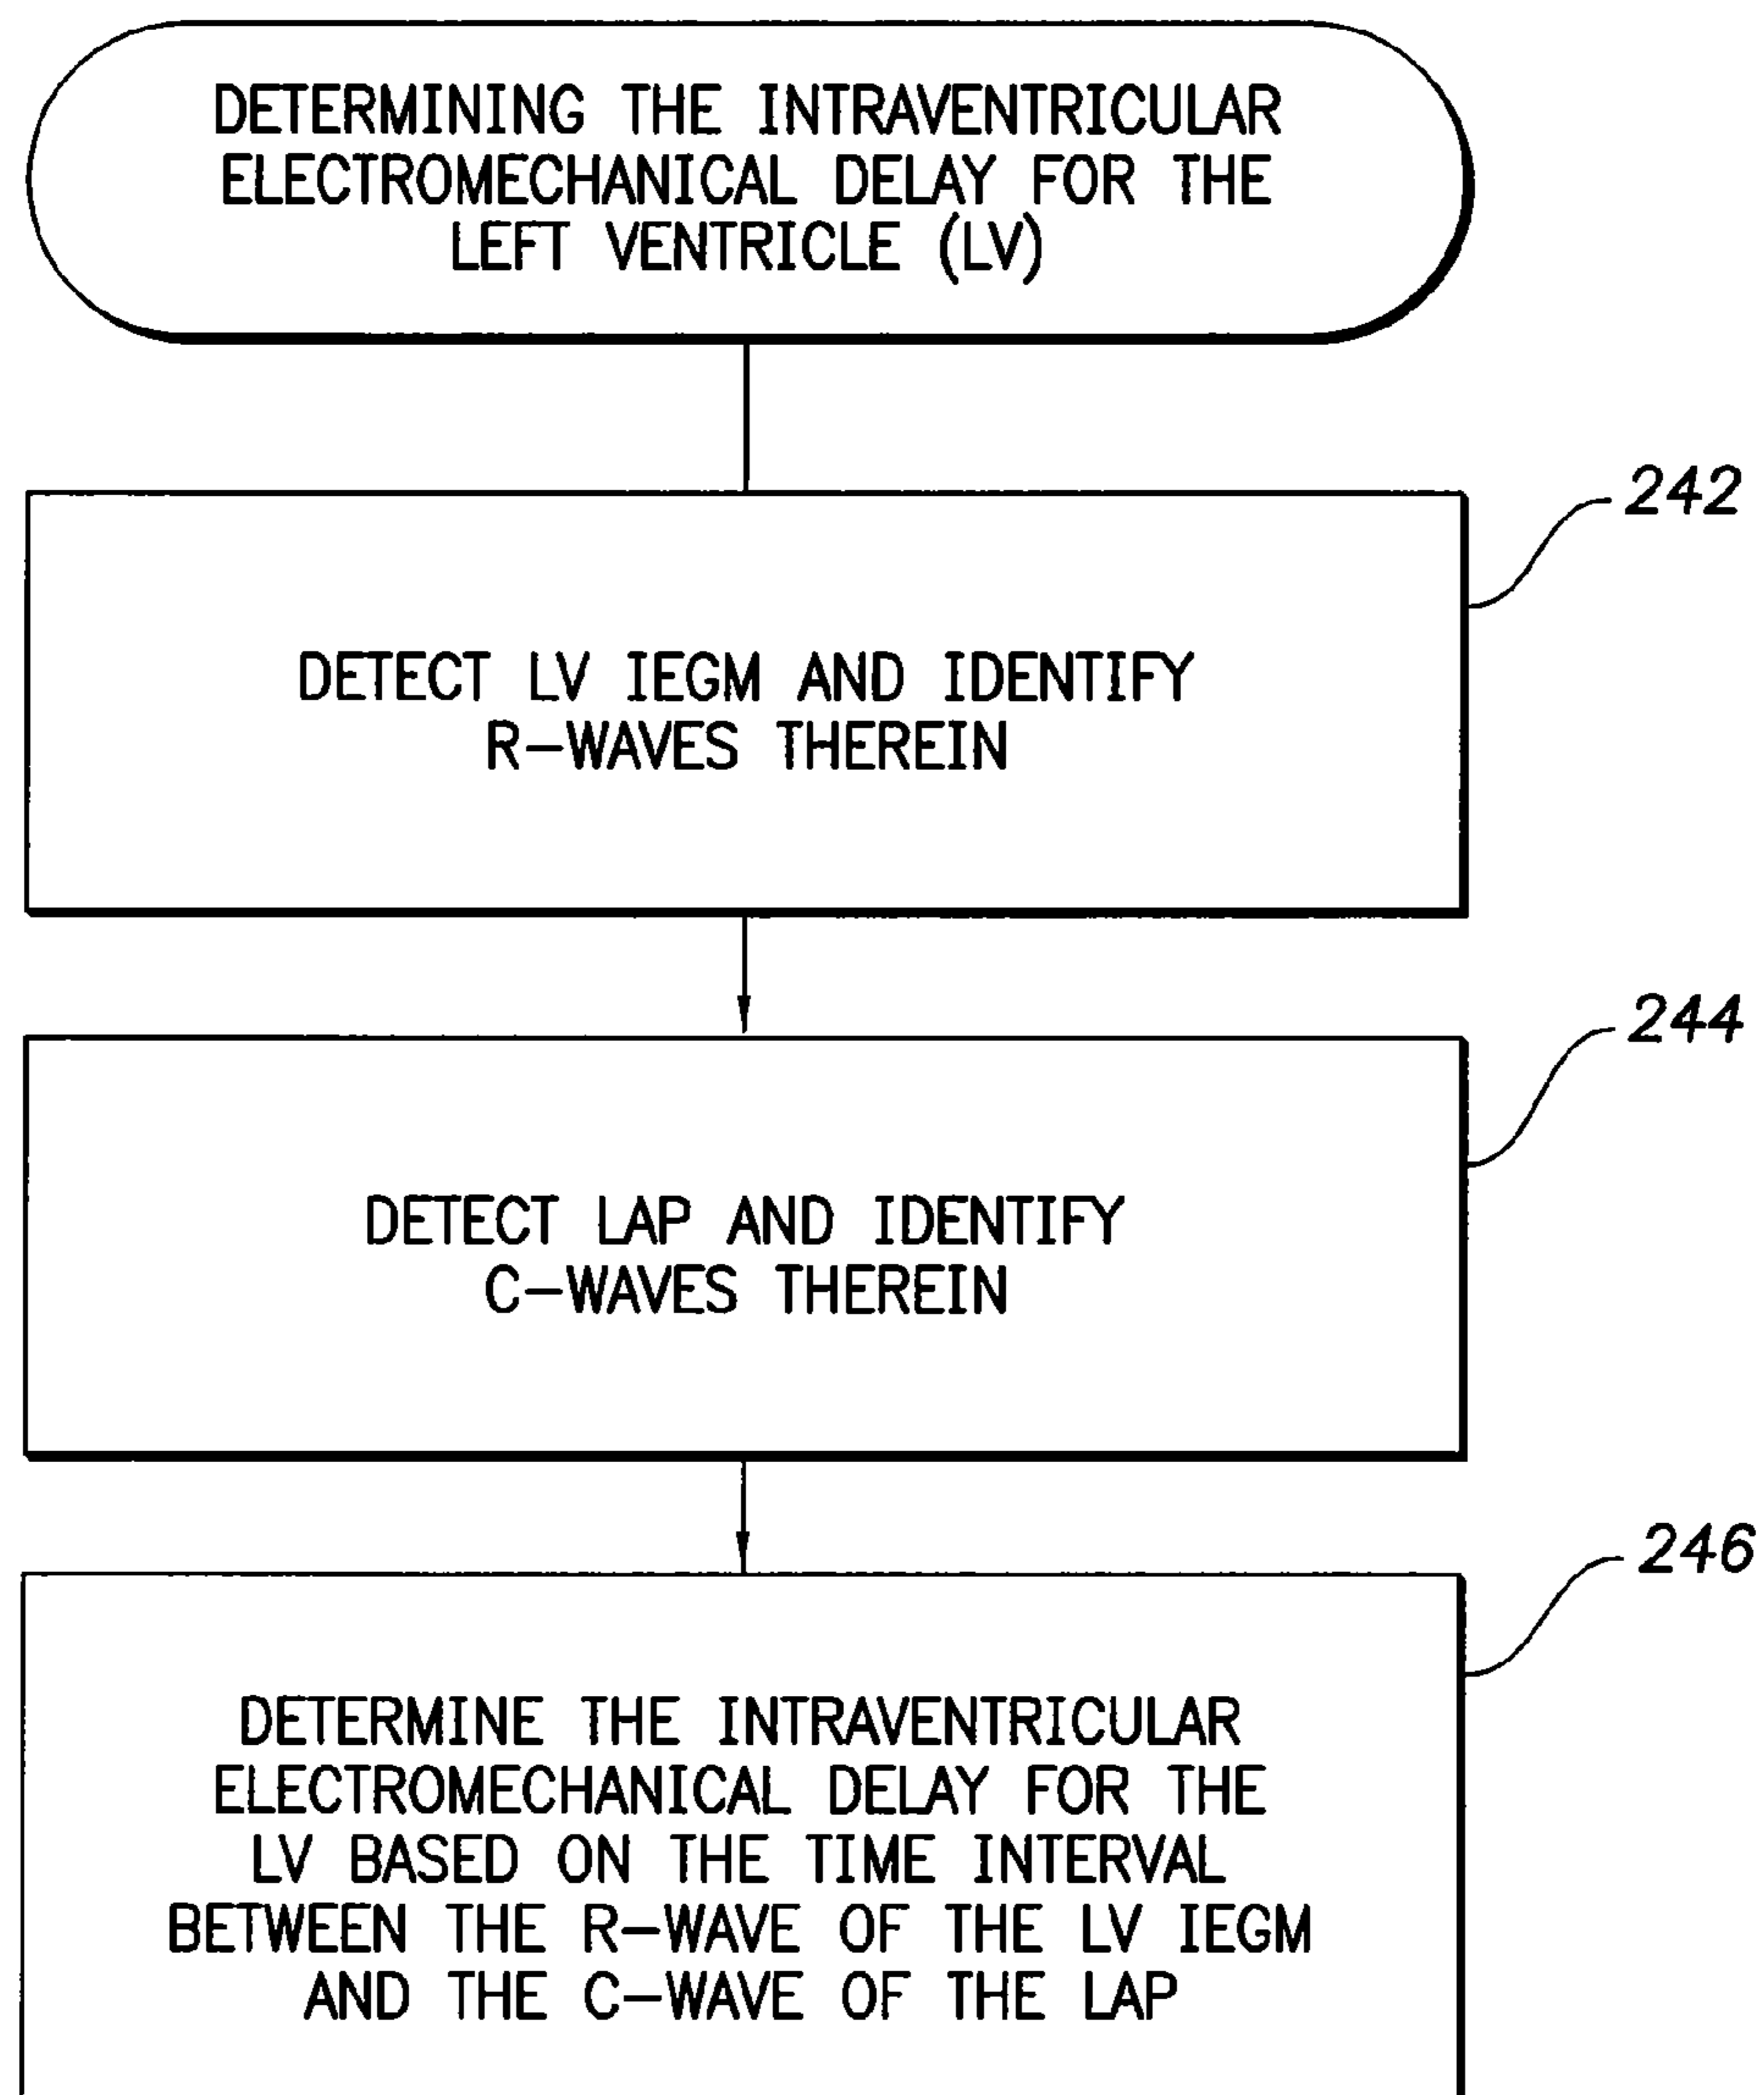 DETERMINING THE INTRAVENTRICULAR
ELECTROMECHANICAL DELAY FOR THE
LEFT VENTRICLE (LV)
242
DETECT LV IEGM AND IDENTIFY
R-WAVES THEREIN
244
DETECT LAP AND IDENTIFY
C-WAVES THEREIN
246
DETERMINE THE INTRAVENTRICULAR
ELECTROMECHANICAL DELAY FOR THE
LV BASED ON THE TIME INTERVAL
BETWEEN THE R-WAVE OF THE LV IEGM
AND THE C-WAVE OF THE LAP